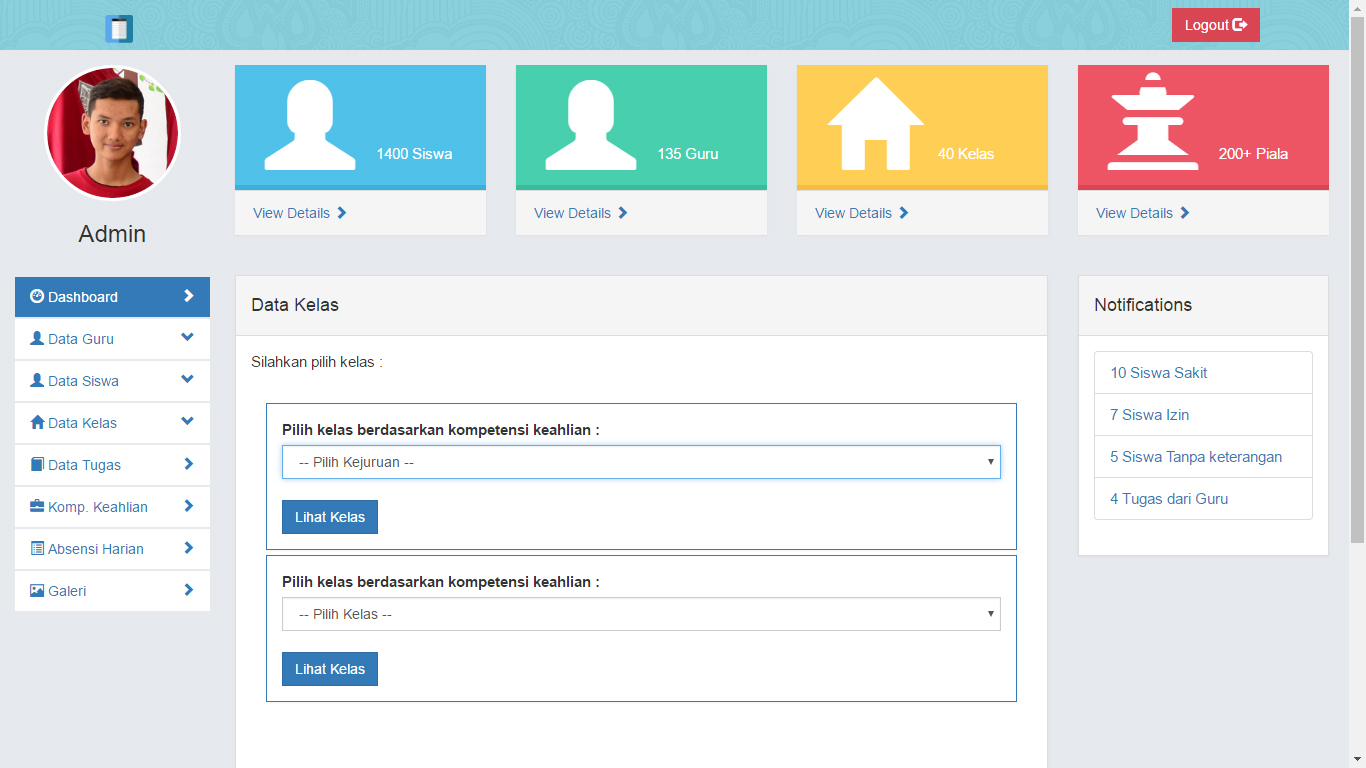 Logout
1400 Siswa
135 Guru
40 Kelas
200+ Piala
View Details
View Details
View Details
View Details
Admin
Dashboard
Data Guru
Data Siswa
Data Kelas
Data Tugas
Komp. Keahlian
Absensi Harian
Galeri
Data Kelas
Silahkan pilih kelas :
Pilih kelas berdasarkan kompetensi keahlian :
-- Pilih Kejuruan --
Lihat Kelas
Pilih kelas berdasarkan kompetensi keahlian :
-- Pilih Kelas --
Lihat Kelas
Notifications
10 Siswa Sakit
7 Siswa Izin
5 Siswa Tanpa keterangan
4 Tugas dari Guru